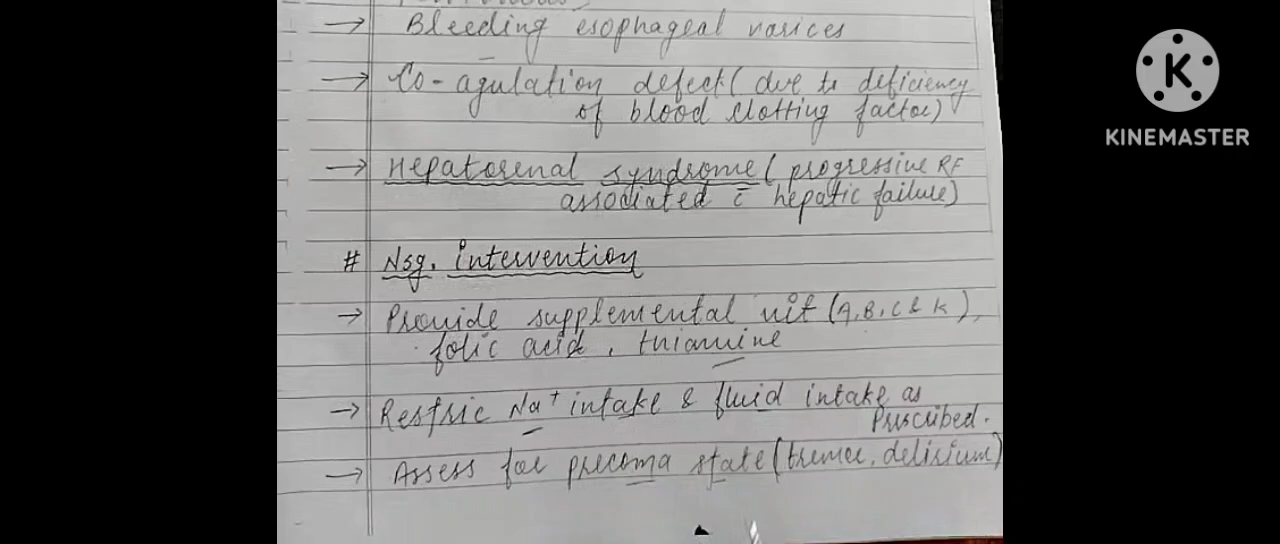 → Bleeding esophageal varices
→ Co-agulation defect (due to deficiency
of blood clotting factor)
→ Hepatorenal syndrome (progressive RF
associated c̄ hepatic failure)
# Nsg. intervention
→ Provide supplemental vit (A, B, C & K),
folic acid, thiamine
→ Restric Na⁺ intake & fluid intake as
Prescribed.
→ Assess for precoma state (tremor, delirium)
KINEMASTER